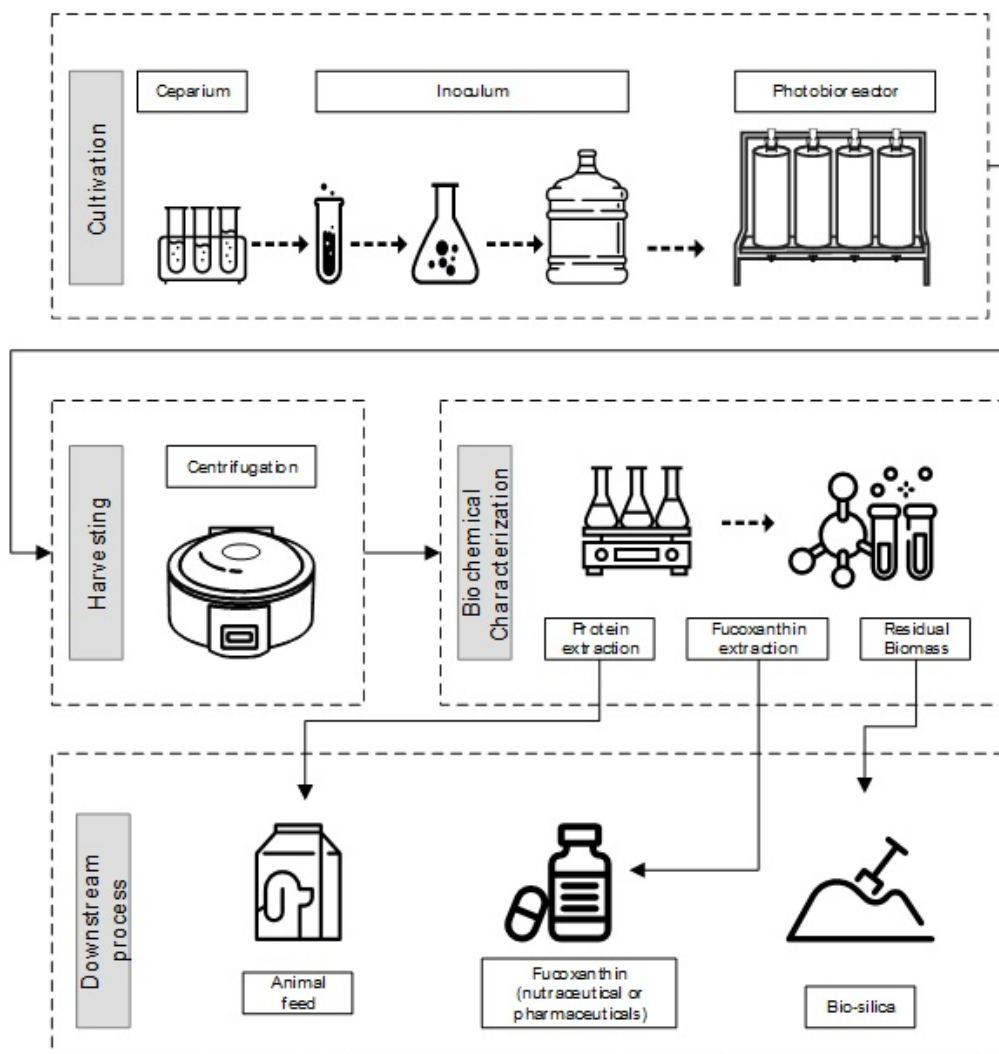 Cultivation
Ceparium
Inoculum
Photobioreactor
Harvesting
Centrifugation
Biochemical
Characterization
Protein
extraction
Fucoxanthin
extraction
Residual
Biomass
Downstream
process
Animal
feed
Fucoxanthin
(nutraceutical or
pharmaceuticals)
Bio-silica